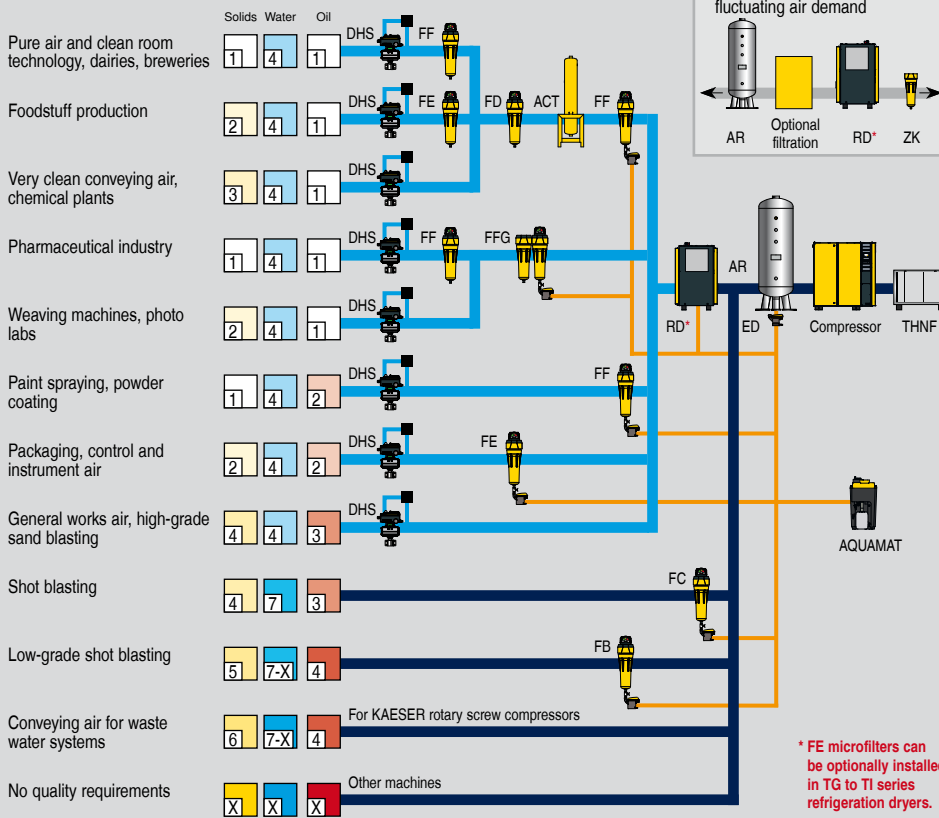 fluctuating air demand
AR
Optional
filtration
RD*
ZK
Solids Water Oil
Pure air and clean room
technology, dairies, breweries
1 4 1
DHS FF
Foodstuff production
2 4 1
DHS FE FD ACT FF
Very clean conveying air,
chemical plants
3 4 1
DHS
Pharmaceutical industry
1 4 1
DHS FF FFG
Weaving machines, photo
labs
2 4 1
DHS
AR
RD* ED Compressor THNF
Paint spraying, powder
coating
1 4 2
DHS FF
Packaging, control and
instrument air
2 4 2
DHS FE
General works air, high-grade
sand blasting
4 4 3
DHS
AQUAMAT
Shot blasting
4 7 3
FC
Low-grade shot blasting
5 7-X 4
FB
Conveying air for waste
water systems
6 7-X 4
For KAESER rotary screw compressors
No quality requirements
X X X
Other machines
* FE microfilters can
be optionally installed
in TG to TI series
refrigeration dryers.